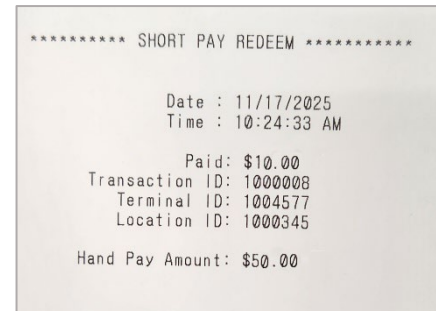 ********** SHORT PAY REDEEM ***********
Date : 11/17/2025
Time : 10:24:33 AM
Paid: $10.00
Transaction ID: 1000008
Terminal ID: 1004577
Location ID: 1000345
Hand Pay Amount: $50.00